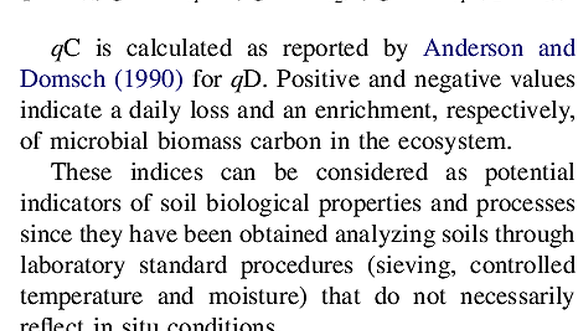 qC is calculated as reported by Anderson and
Domsch (1990) for qD. Positive and negative values
indicate a daily loss and an enrichment, respectively,
of microbial biomass carbon in the ecosystem.
These indices can be considered as potential
indicators of soil biological properties and processes
since they have been obtained analyzing soils through
laboratory standard procedures (sieving, controlled
temperature and moisture) that do not necessarily
reflect in situ conditions.